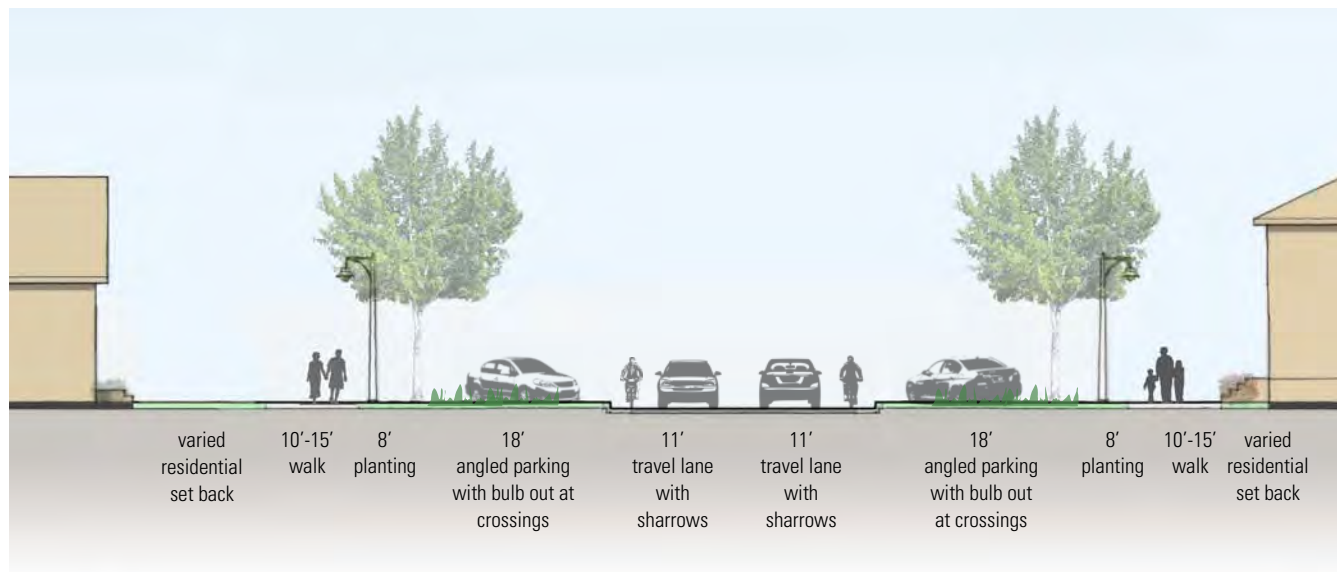 varied
residential
set back
10'-15'
walk
8'
planting
18'
angled parking
with bulb out at
crossings
11'
travel lane
with
sharrows
11'
travel lane
with
sharrows
18'
angled parking
with bulb out
at crossings
8'
planting
10'-15'
walk
varied
residential
set back